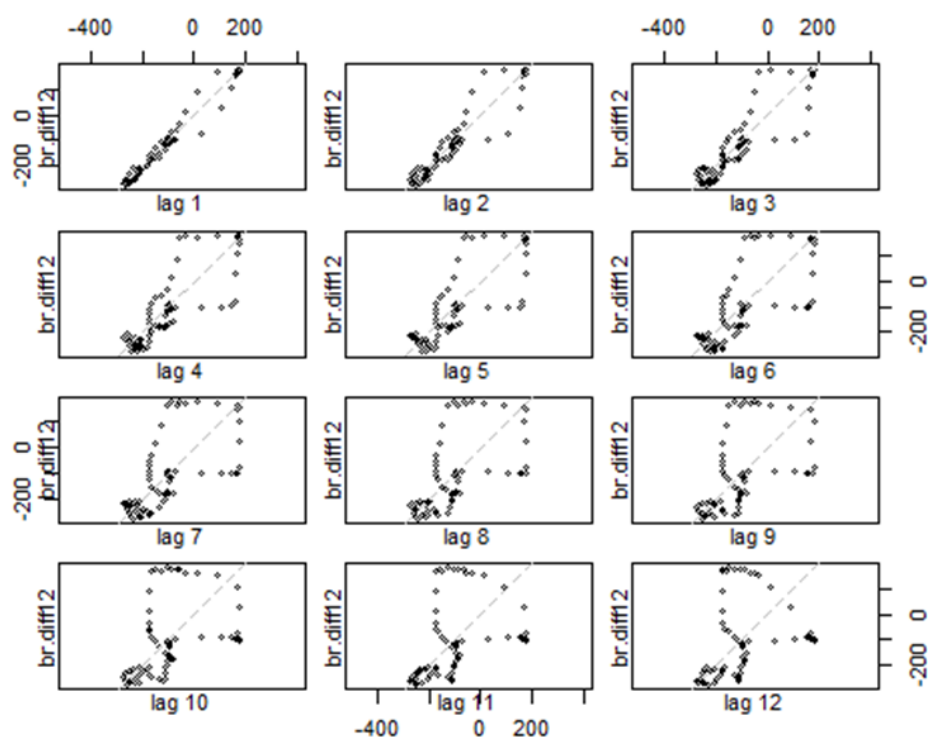 -400 0 200 -400 0 200
br.diff12 br.diff12 br.diff12
-200 0
lag 1 lag 2 lag 3
br.diff12 br.diff12 br.diff12
-200 0
lag 4 lag 5 lag 6
br.diff12 br.diff12 br.diff12
-200 0
lag 7 lag 8 lag 9
br.diff12 br.diff12 br.diff12
-200 0
lag 10 lag 11 lag 12
-400 0 200